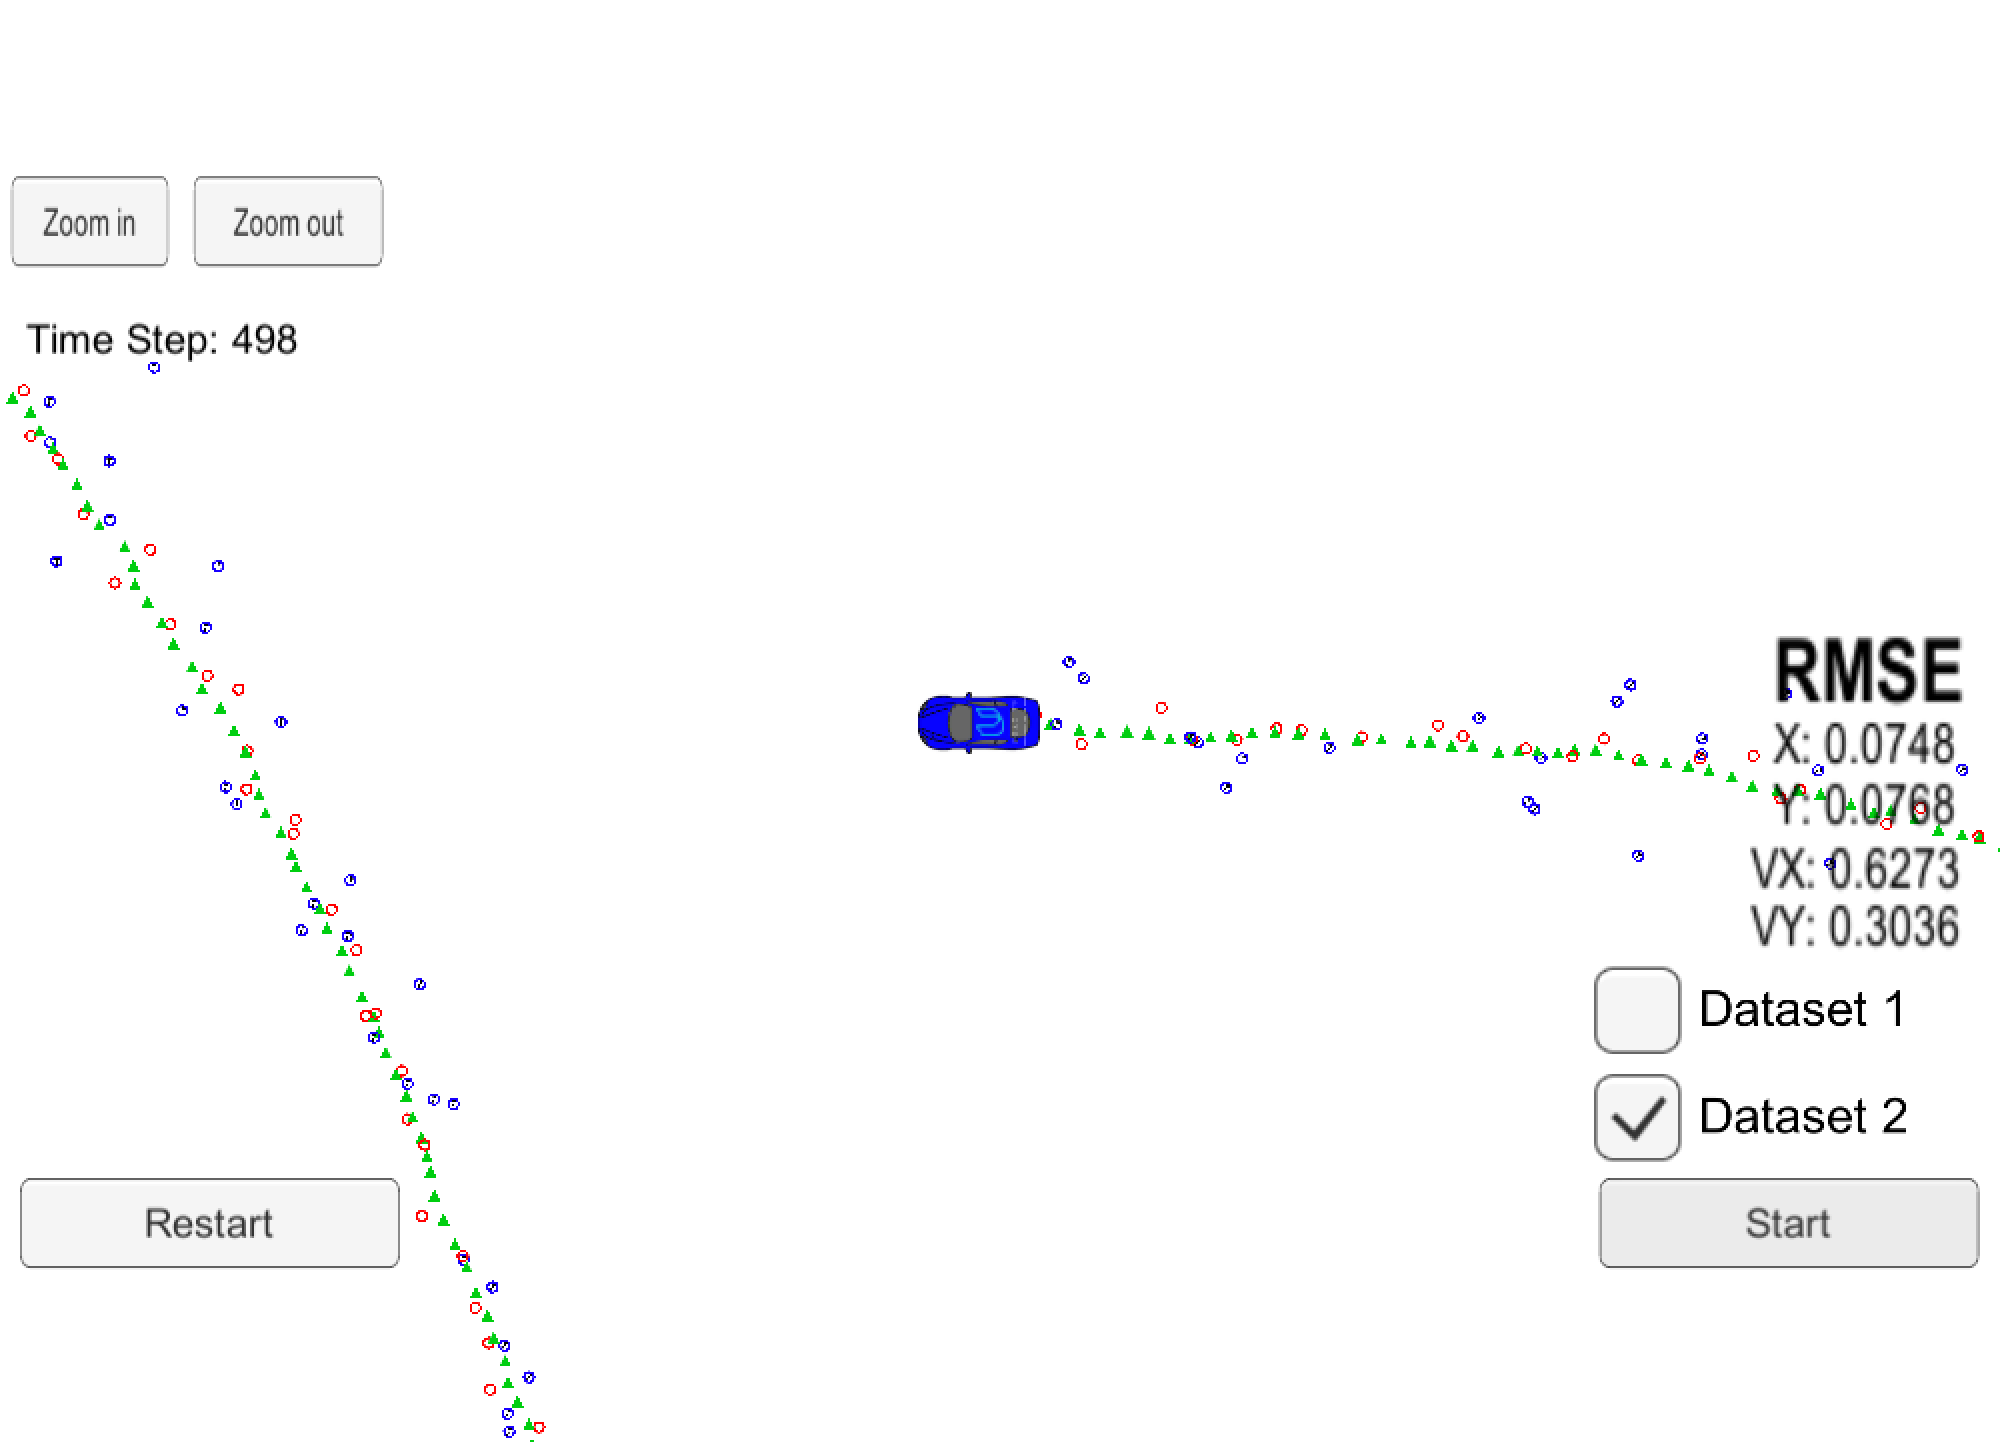 Zoom in
Zoom out
Time Step: 498
RMSE
X: 0.0748
Y: 0.0768
VX: 0.6273
VY: 0.3036
Dataset 1
Dataset 2
Restart
Start